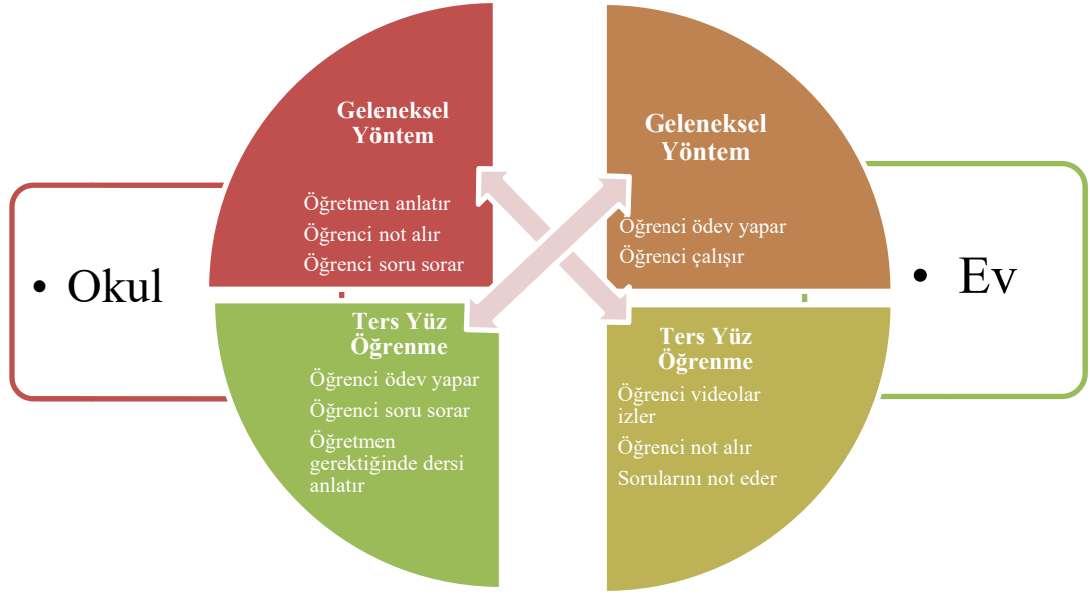 • Okul
Geleneksel
Yöntem
Öğretmen anlatır
Öğrenci not alır
Öğrenci soru sorar
Ters Yüz
Öğrenme
Öğrenci ödev yapar
Öğrenci soru sorar
Öğretmen
gerektiğinde dersi
anlatır
Geleneksel
Yöntem
Öğrenci ödev yapar
Öğrenci çalışır
Ters Yüz
Öğrenme
Öğrenci videolar
izler
Öğrenci not alır
Sorularını not eder
• Ev